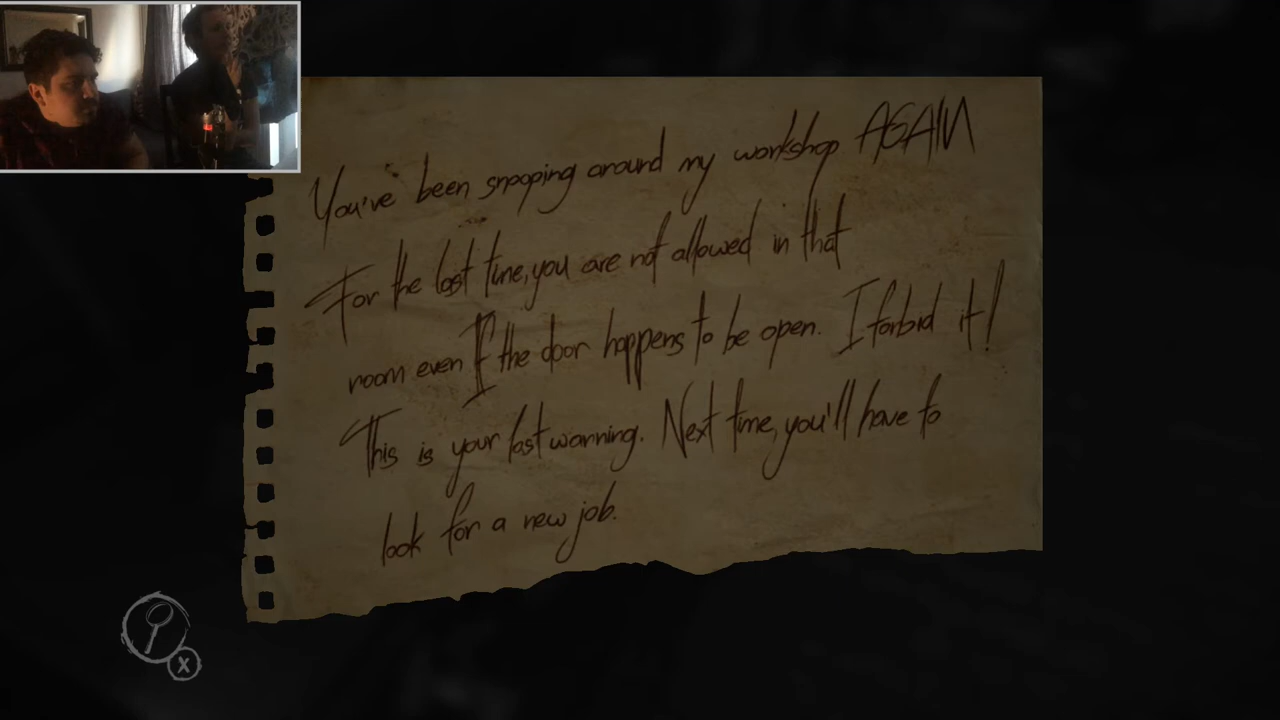 You've been snooping around my workshop AGAIN
For the last time, you are not allowed in that
room even If the door happens to be open. I forbid it!
This is your last warning. Next time, you'll have to
look for a new job.
X